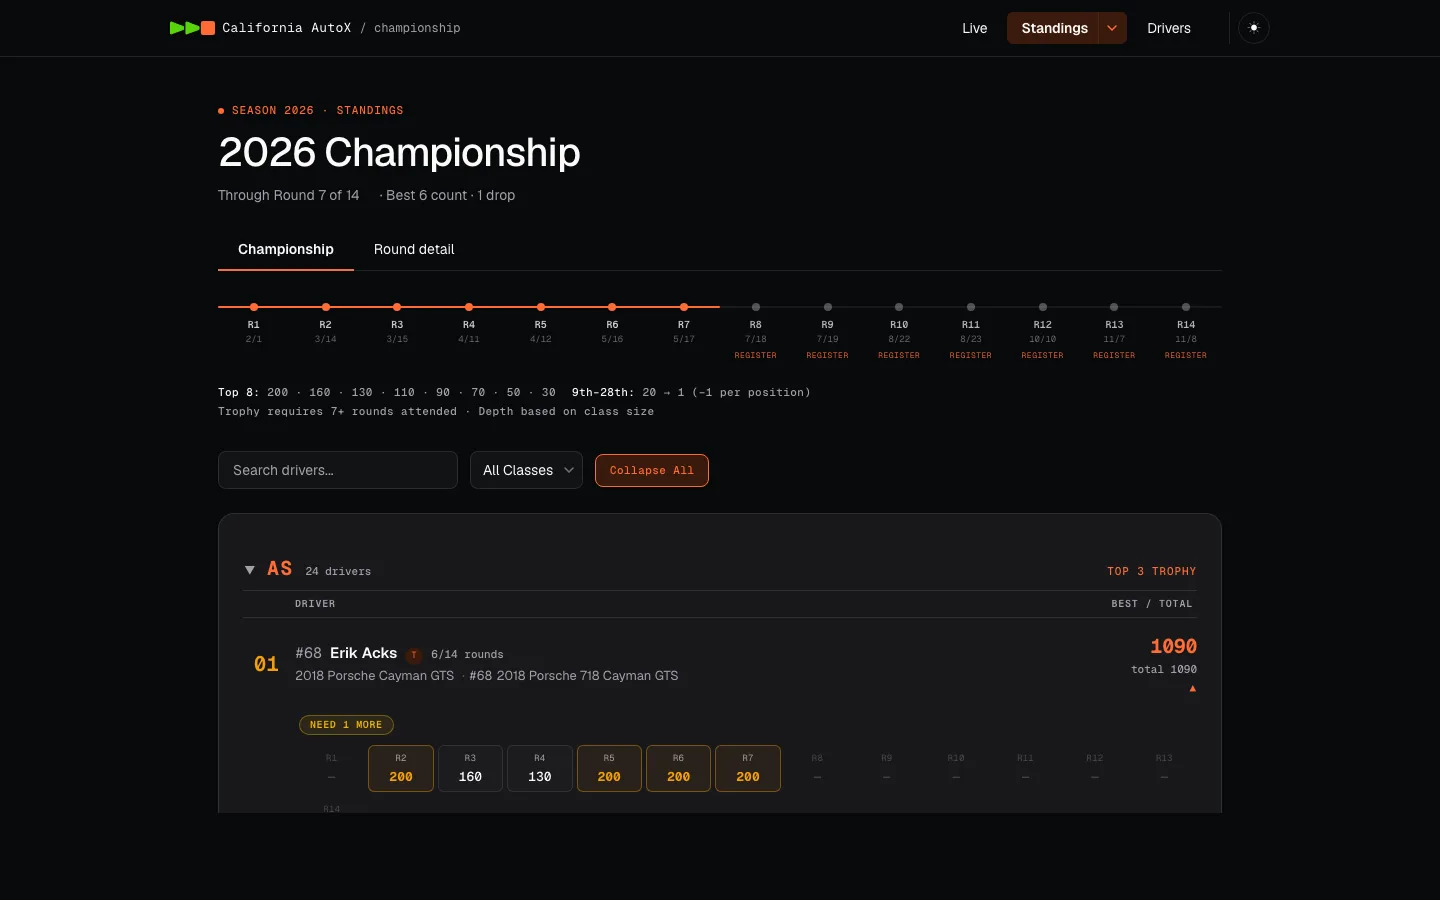 California AutoX / championship
Live
Standings
Drivers
SEASON 2026 · STANDINGS
2026 Championship
Through Round 7 of 14 · Best 6 count · 1 drop
Championship
Round detail
R1 R2 R3 R4 R5 R6 R7 R8 R9 R10 R11 R12 R13 R14
2/1 3/14 3/15 4/11 4/12 5/16 5/17 7/18 7/19 8/22 8/23 10/10 11/7 11/8
REGISTER REGISTER REGISTER REGISTER REGISTER REGISTER REGISTER
Top 8: 200 · 160 · 130 · 110 · 90 · 70 · 50 · 30 9th-28th: 20 → 1 (−1 per position)
Trophy requires 7+ rounds attended · Depth based on class size
Search drivers...
All Classes
Collapse All
▼ AS 24 drivers TOP 3 TROPHY
DRIVER BEST / TOTAL
01 #68 Erik Acks T 6/14 rounds 1090
2018 Porsche Cayman GTS · #68 2018 Porsche 718 Cayman GTS total 1090
▲
NEED 1 MORE
R1 R2 R3 R4 R5 R6 R7 R8 R9 R10 R11 R12 R13
— 200 160 130 200 200 200 — — — — — —
R14